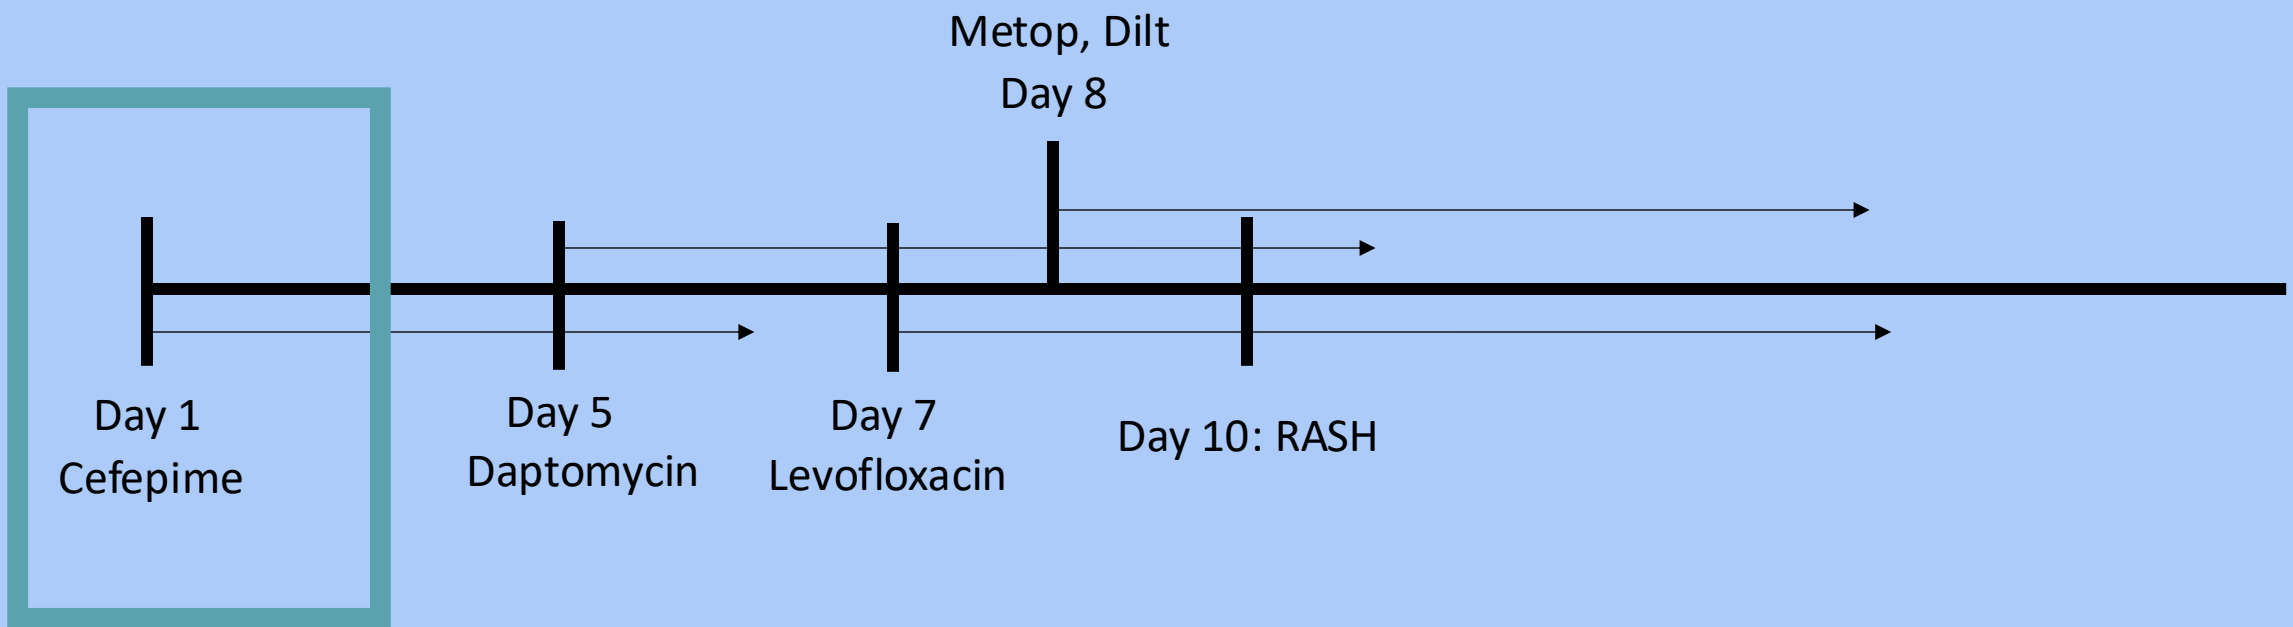 Metop, Dilt
Day 8
Day 1
Cefepime
Day 5
Daptomycin
Day 7
Levofloxacin
Day 10: RASH